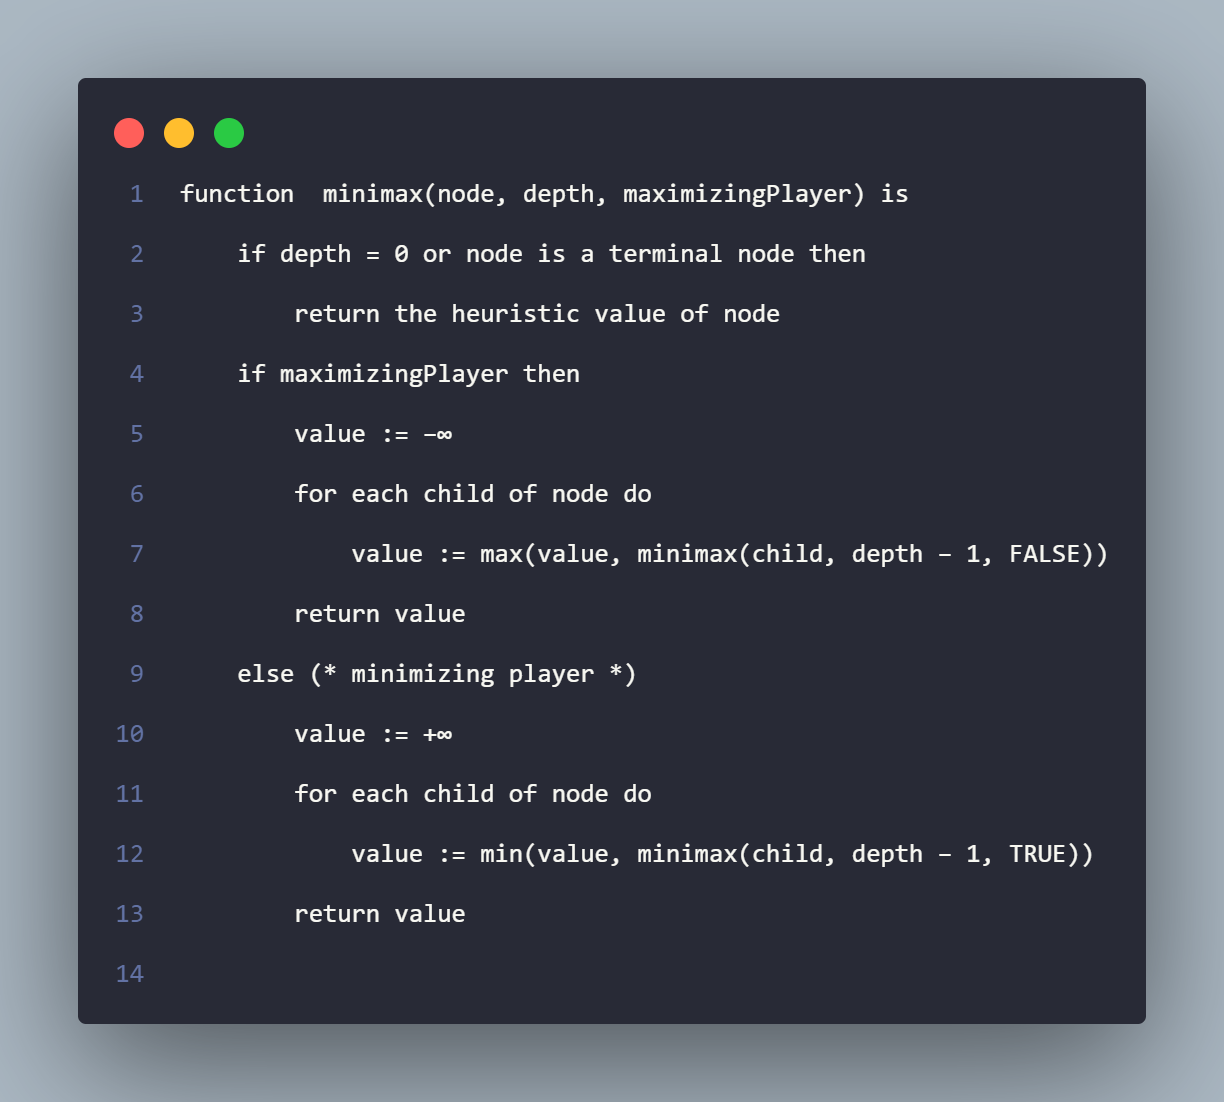 1 function  minimax(node, depth, maximizingPlayer) is
2     if depth = 0 or node is a terminal node then
3         return the heuristic value of node
4     if maximizingPlayer then
5         value := −∞
6         for each child of node do
7             value := max(value, minimax(child, depth − 1, FALSE))
8         return value
9     else (* minimizing player *)
10         value := +∞
11         for each child of node do
12             value := min(value, minimax(child, depth − 1, TRUE))
13         return value
14